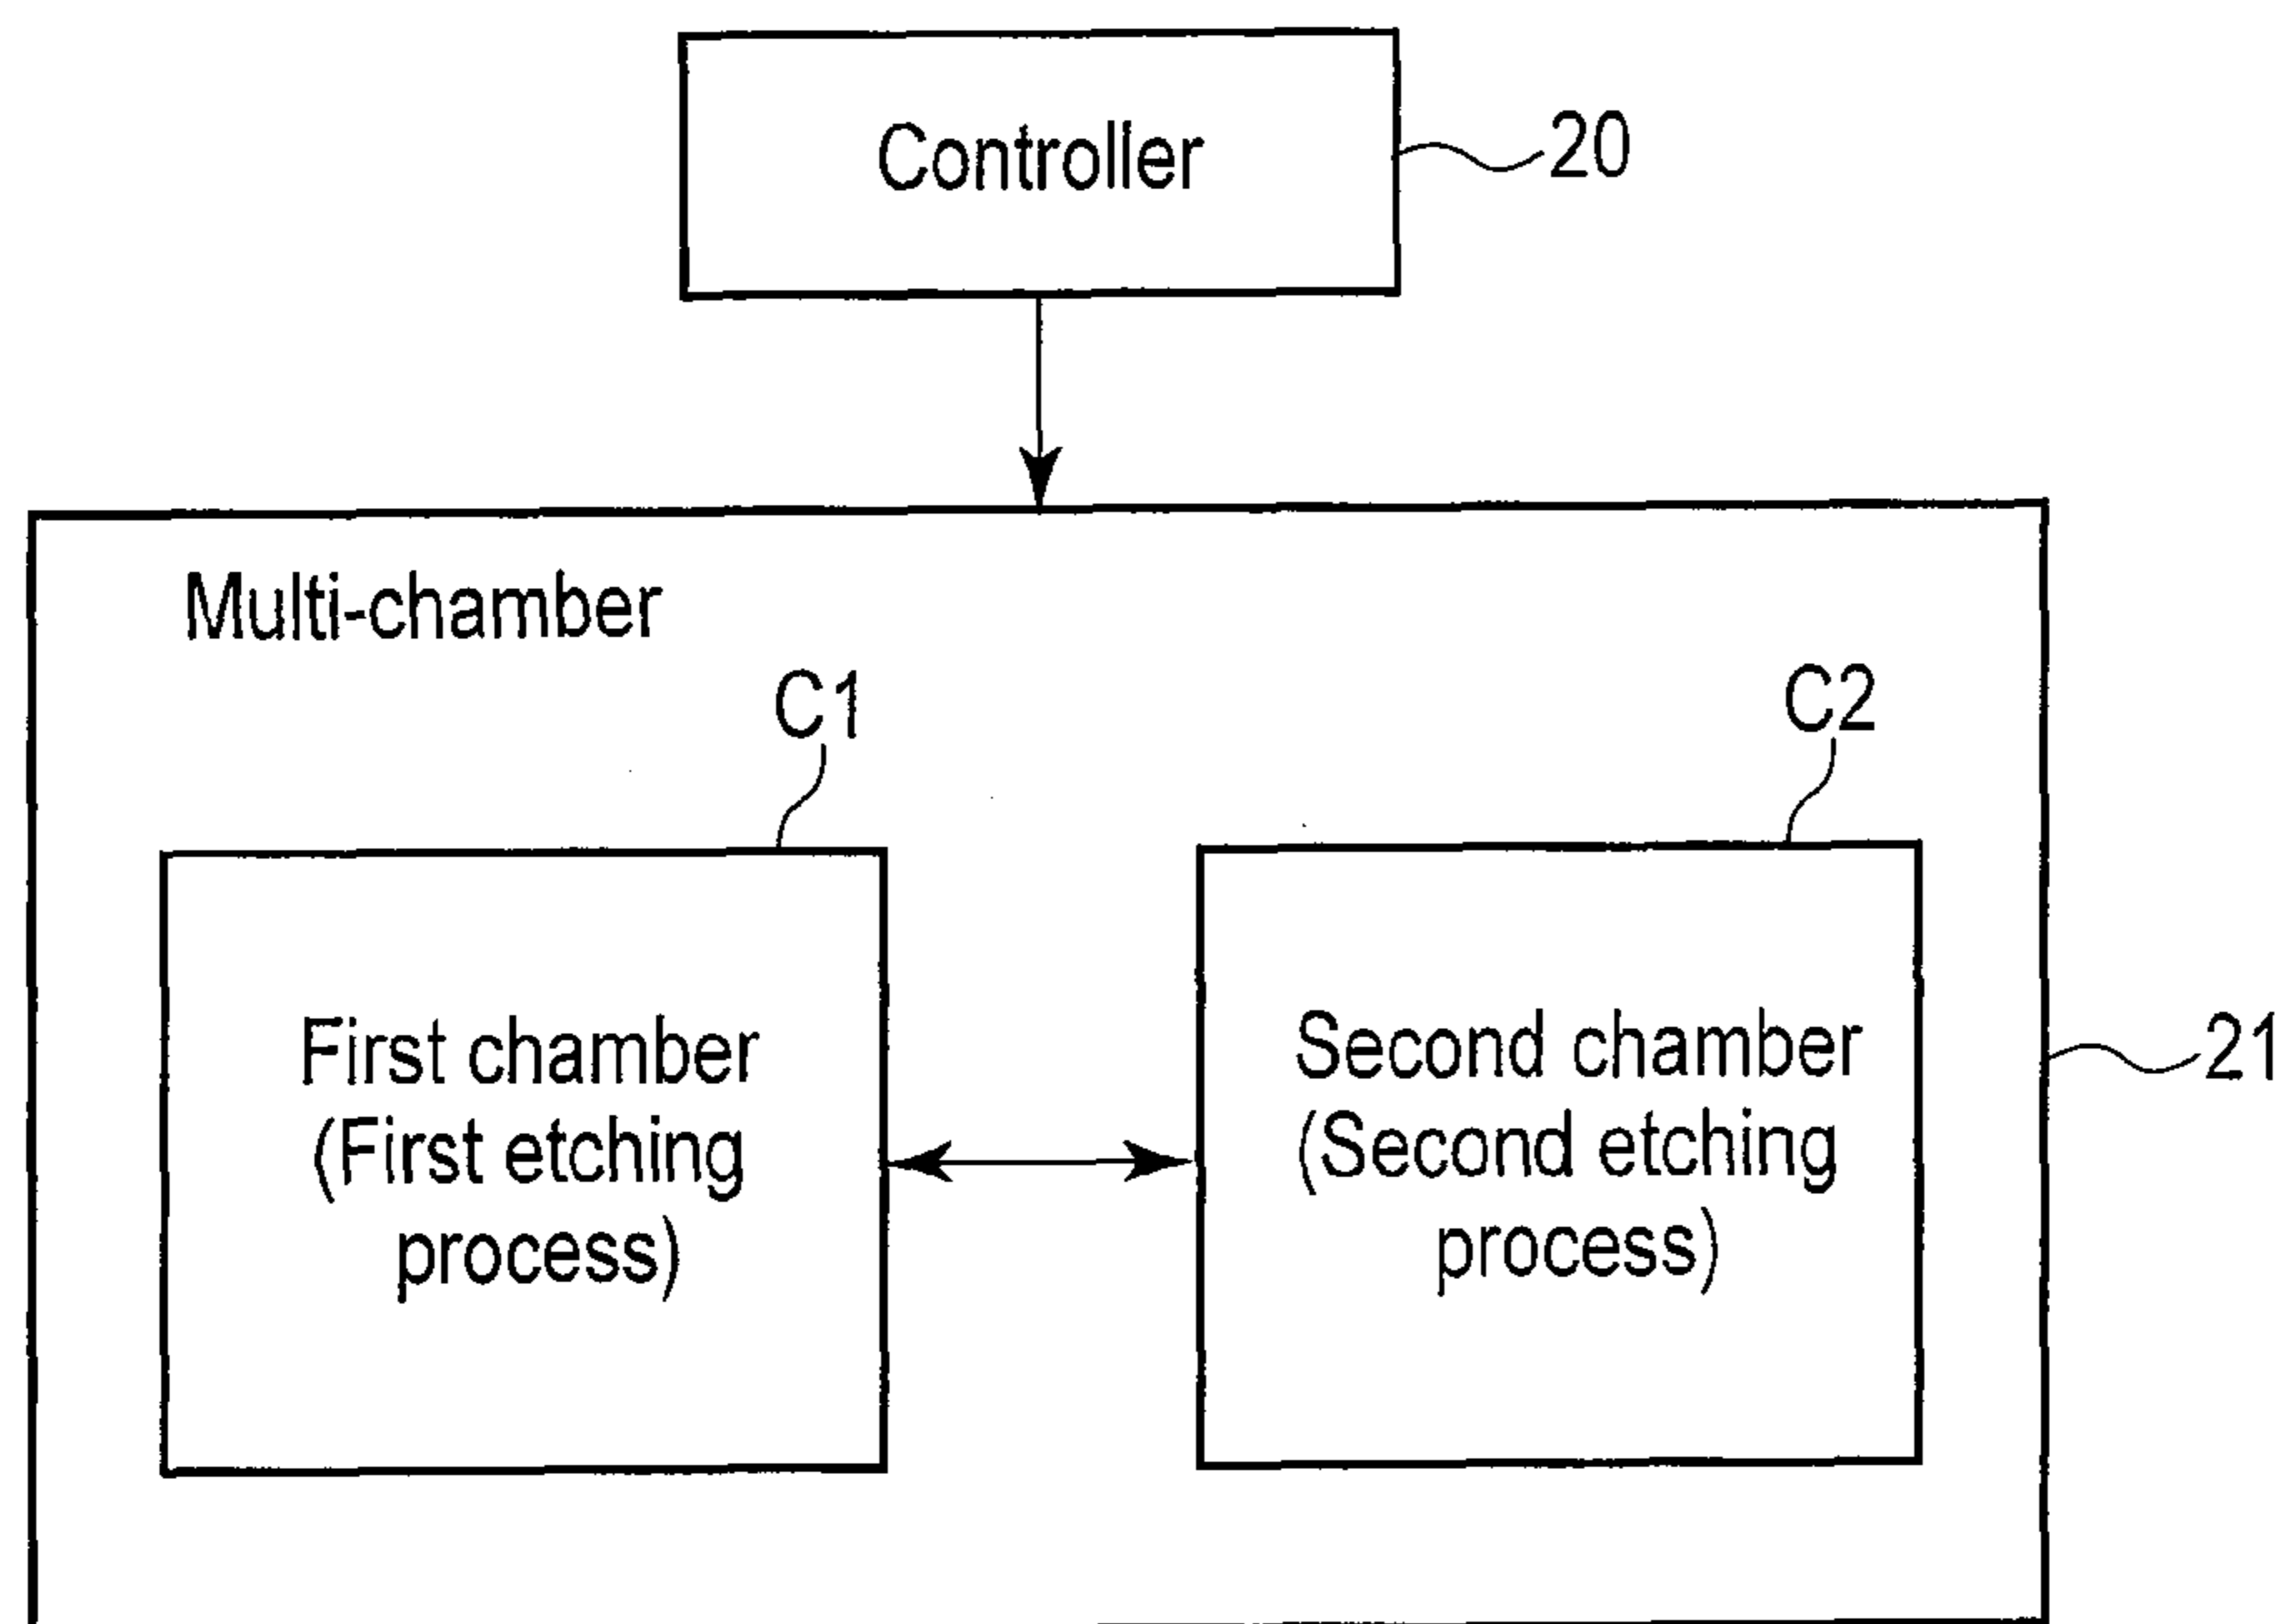 Controller
20
Multi-chamber
C1
C2
First chamber
(First etching
process)
Second chamber
(Second etching
process)
21